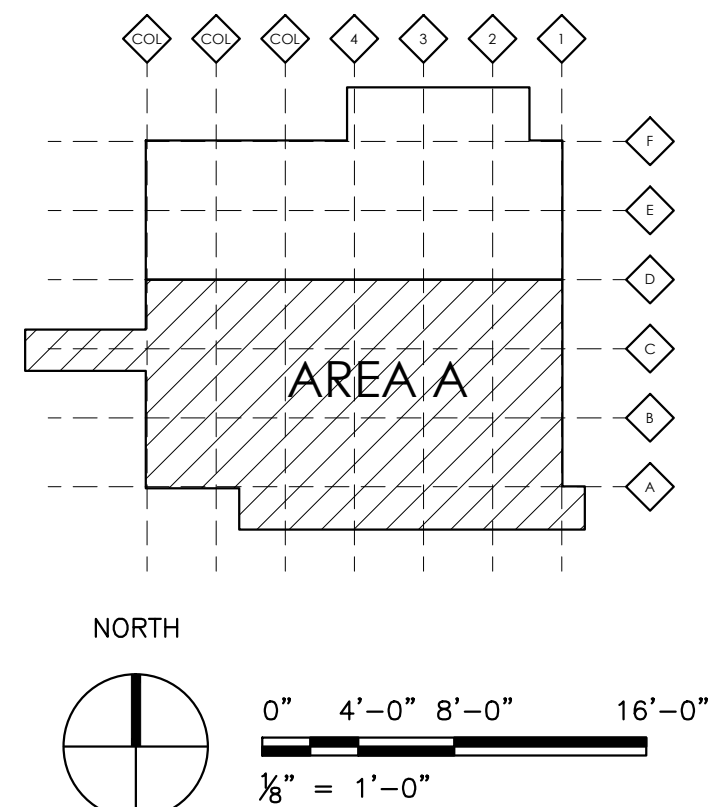 COL COL COL 4 3 2 1
F
E
D
C
AREA A
B
A
NORTH
0" 4'-0" 8'-0" 16'-0"
⅛" = 1'-0"